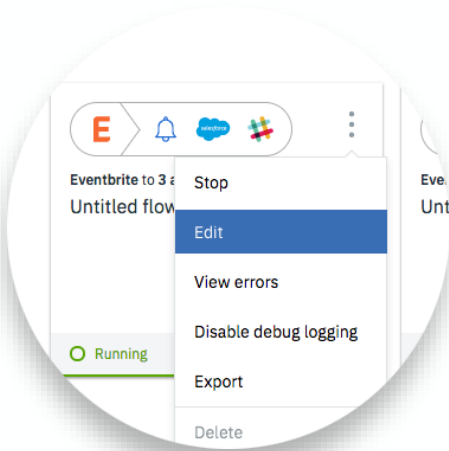 E
salesforce
Eventbrite to 3 a
Untitled flow
Stop
Edit
View errors
Disable debug logging
Export
Delete
Running
Eve
Unt